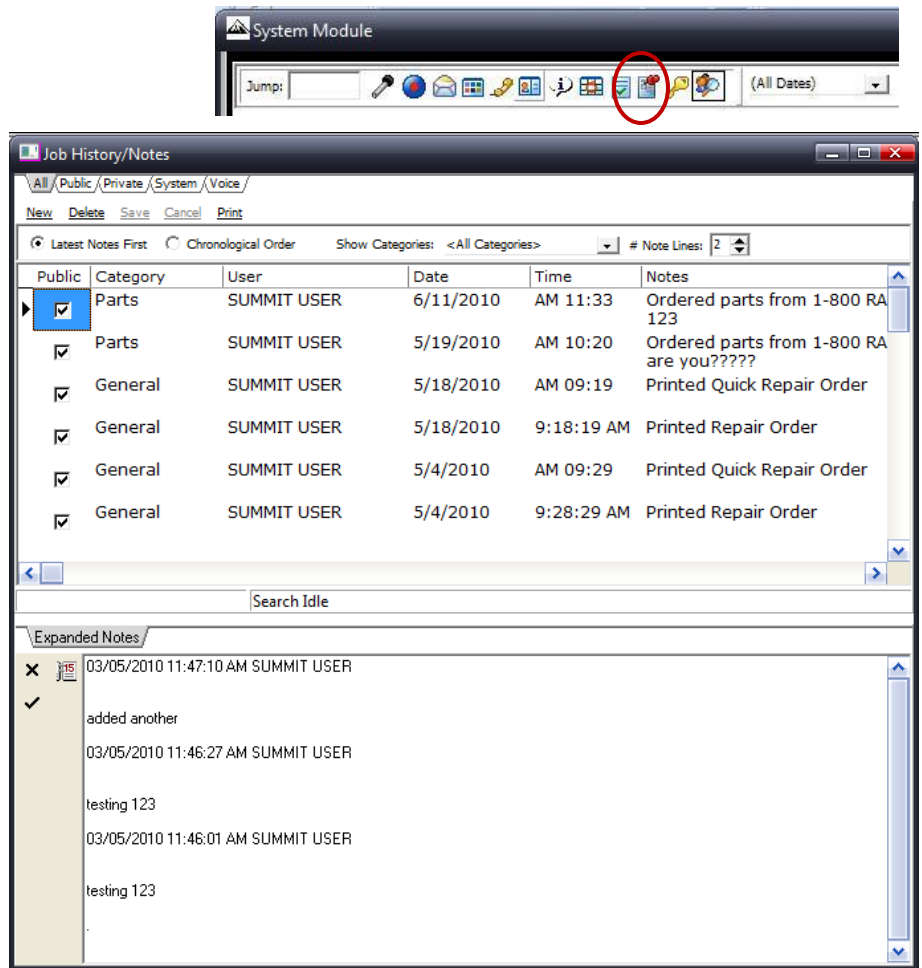 System Module
Jump: (All Dates)
Job History/Notes
All Public Private System Voice
New Delete Save Cancel Print
Latest Notes First Chronological Order Show Categories: <All Categories> # Note Lines: 2
Public Category User Date Time Notes
Parts SUMMIT USER 6/11/2010 AM 11:33 Ordered parts from 1-800 RA
123
Parts SUMMIT USER 5/19/2010 AM 10:20 Ordered parts from 1-800 RA
are you?????
General SUMMIT USER 5/18/2010 AM 09:19 Printed Quick Repair Order
General SUMMIT USER 5/18/2010 9:18:19 AM Printed Repair Order
General SUMMIT USER 5/4/2010 AM 09:29 Printed Quick Repair Order
General SUMMIT USER 5/4/2010 9:28:29 AM Printed Repair Order
Search Idle
Expanded Notes
15
03/05/2010 11:47:10 AM SUMMIT USER
added another
03/05/2010 11:46:27 AM SUMMIT USER
testing 123
03/05/2010 11:46:01 AM SUMMIT USER
testing 123
.